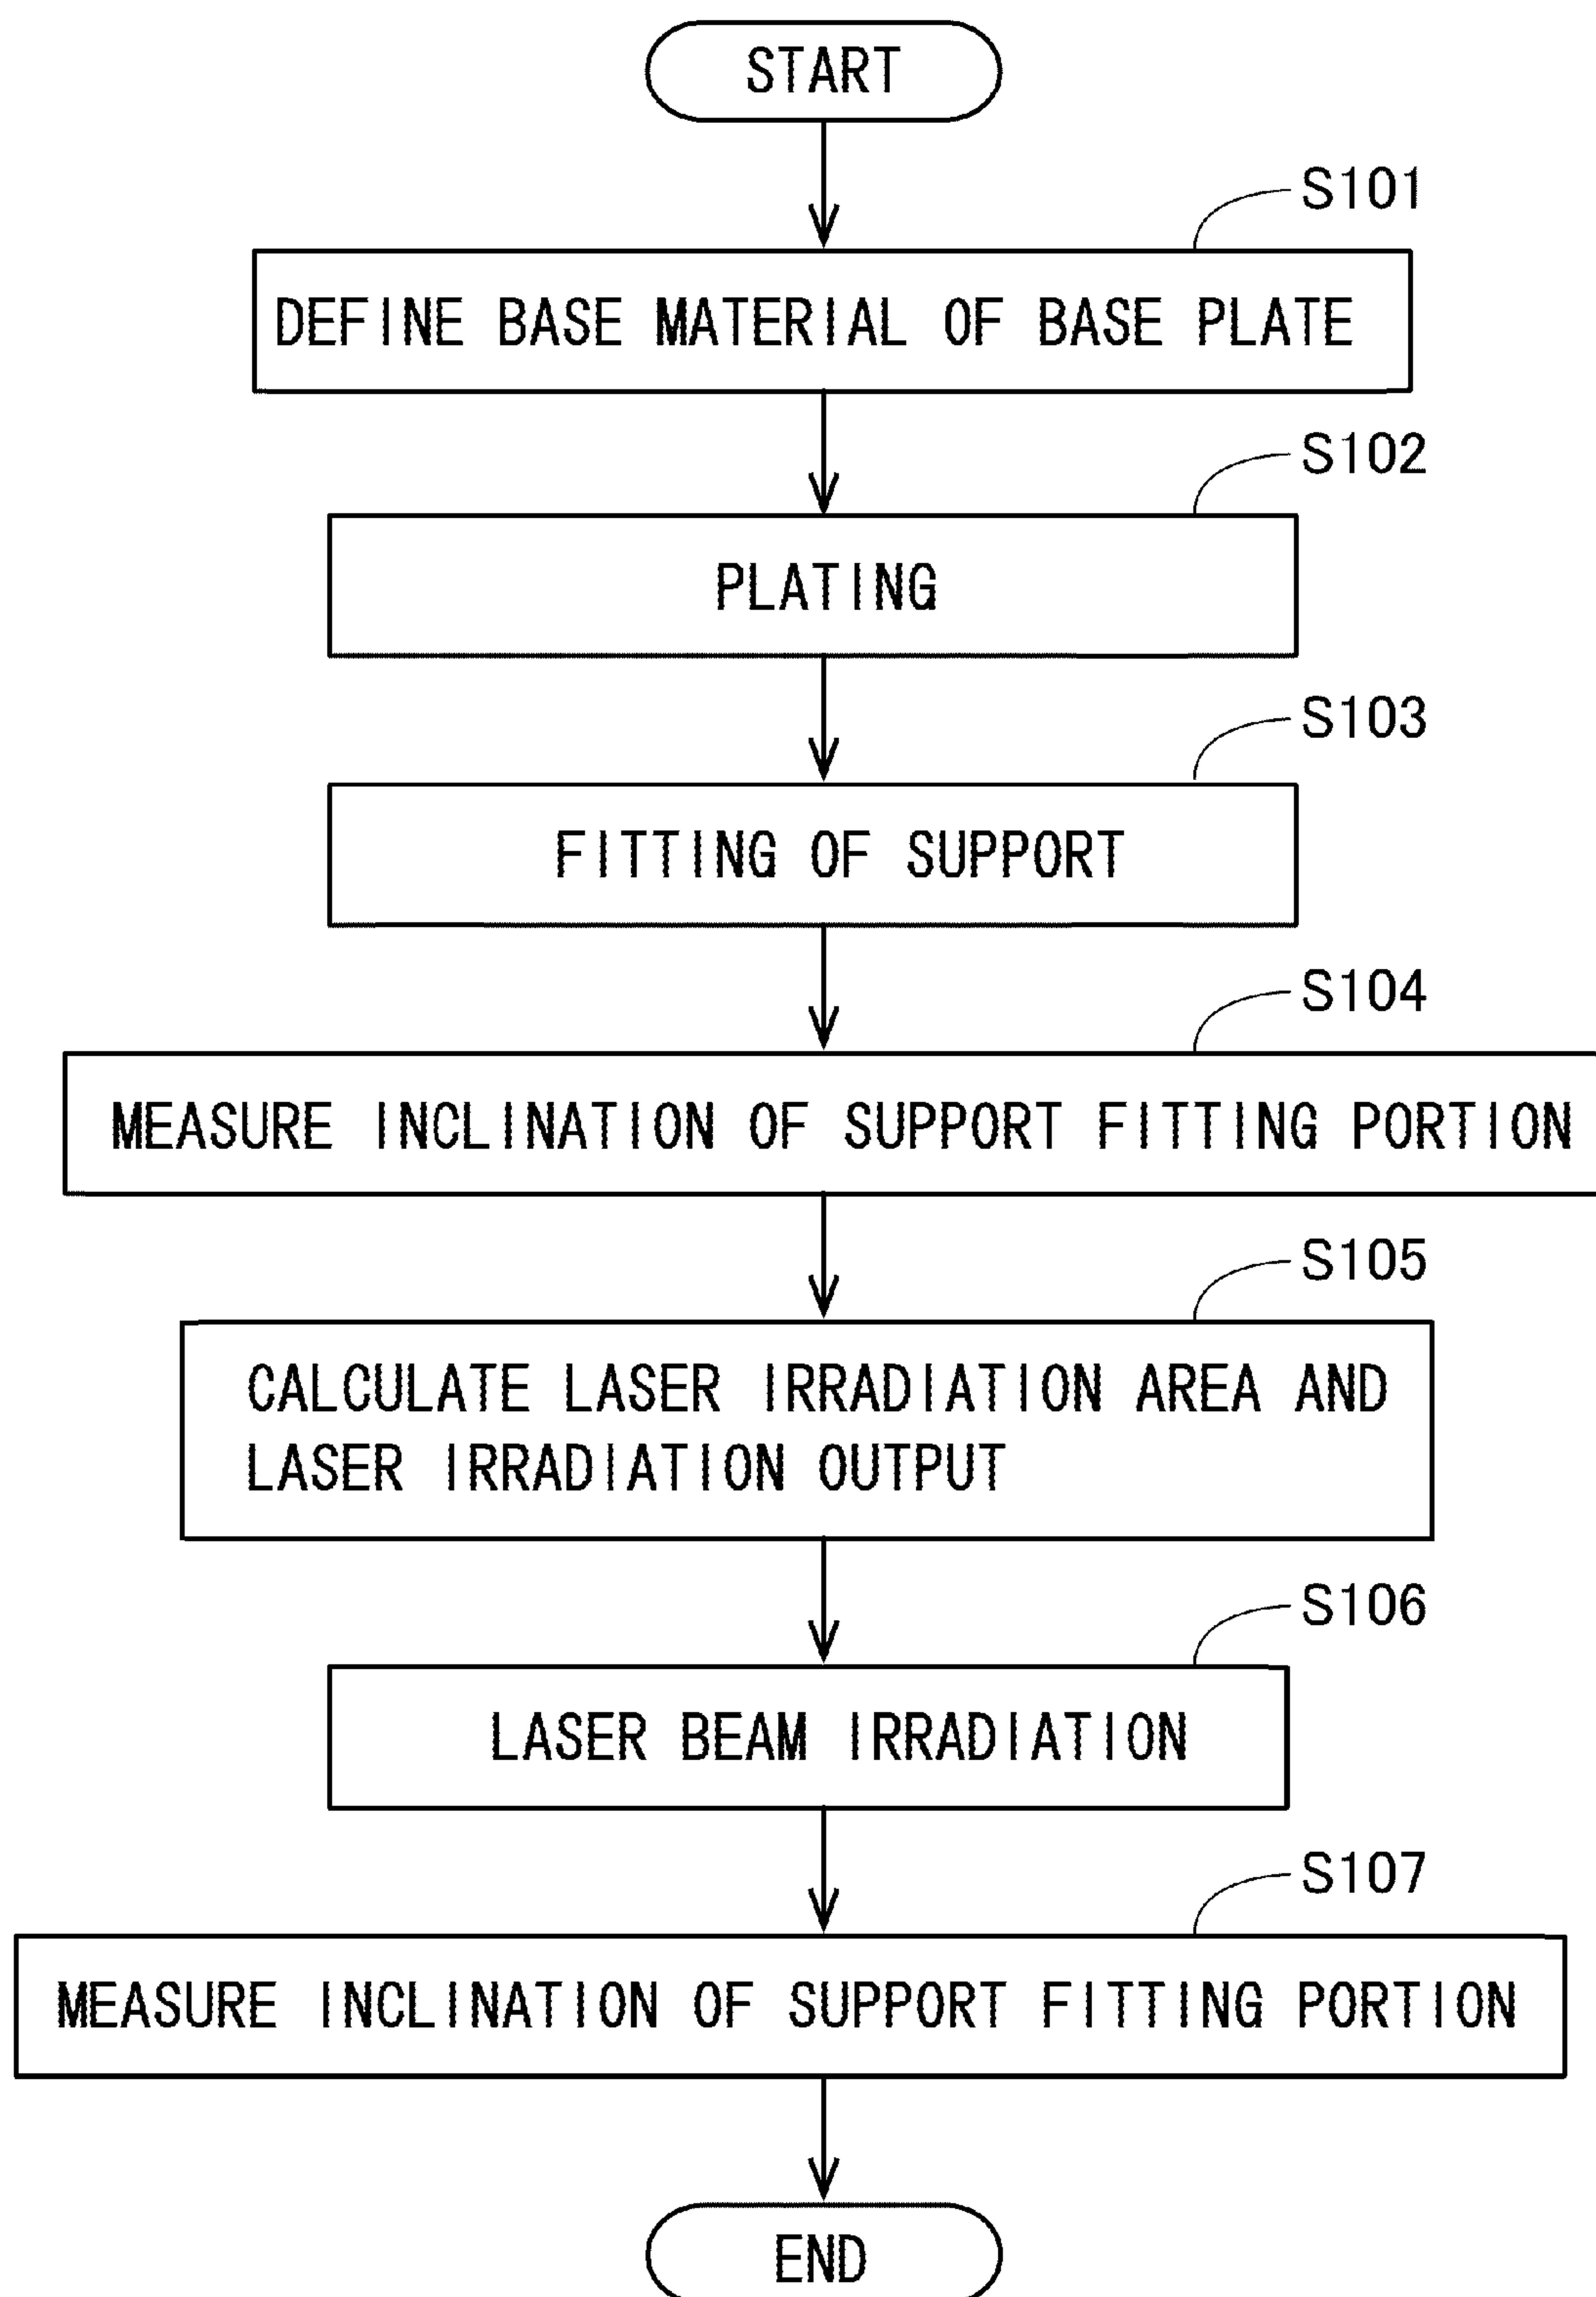 START
S101
DEFINE BASE MATERIAL OF BASE PLATE
S102
PLATING
S103
FITTING OF SUPPORT
S104
MEASURE INCLINATION OF SUPPORT FITTING PORTION
S105
CALCULATE LASER IRRADIATION AREA AND
LASER IRRADIATION OUTPUT
S106
LASER BEAM IRRADIATION
S107
MEASURE INCLINATION OF SUPPORT FITTING PORTION
END